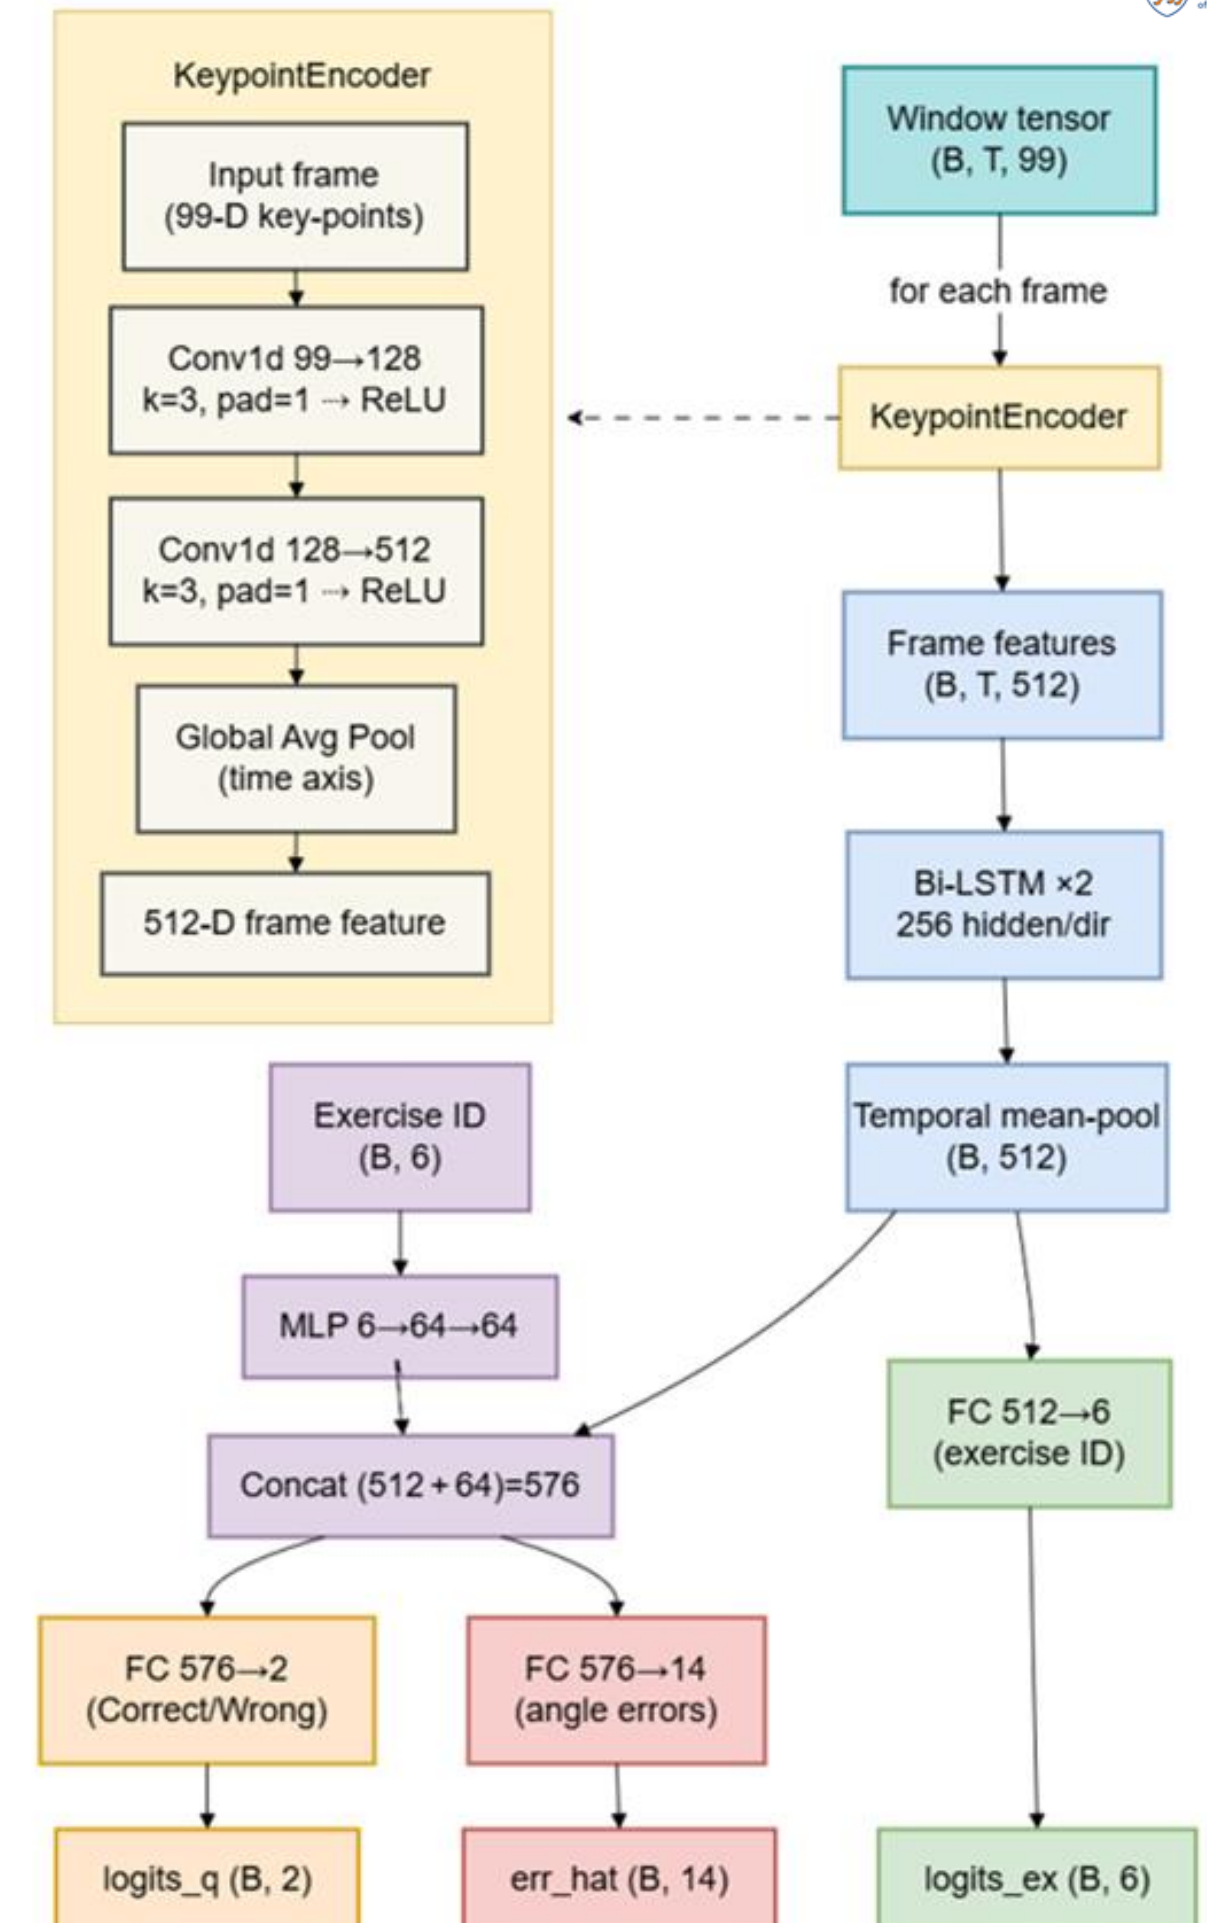 KeypointEncoder
Input frame
(99-D key-points)
Conv1d 99→128
k=3, pad=1 ⇢ ReLU
Conv1d 128→512
k=3, pad=1 ⇢ ReLU
Global Avg Pool
(time axis)
512-D frame feature
Window tensor
(B, T, 99)
for each frame
KeypointEncoder
Frame features
(B, T, 512)
Bi-LSTM ×2
256 hidden/dir
Temporal mean-pool
(B, 512)
Exercise ID
(B, 6)
MLP 6→64→64
Concat (512 + 64)=576
FC 512→6
(exercise ID)
FC 576→2
(Correct/Wrong)
FC 576→14
(angle errors)
logits_q (B, 2)
err_hat (B, 14)
logits_ex (B, 6)